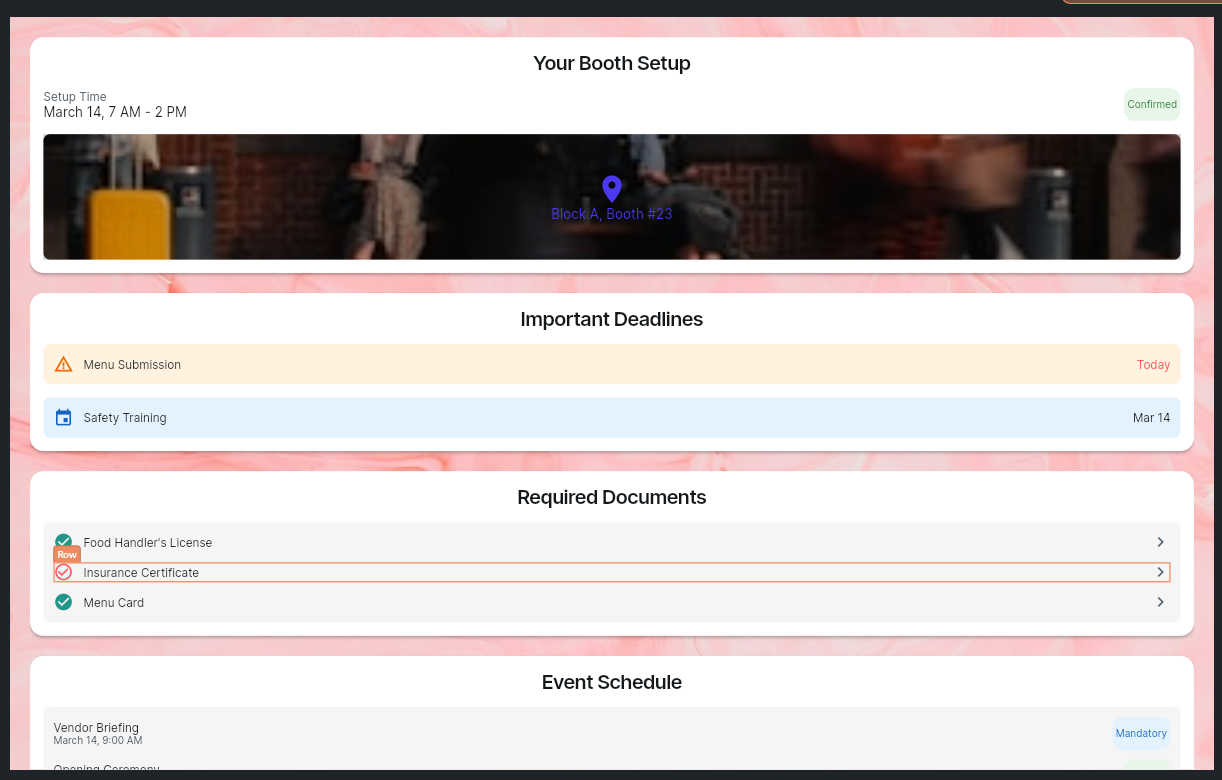 Your Booth Setup
Setup Time
March 14, 7 AM - 2 PM
Confirmed
Block A, Booth #23
Important Deadlines
Menu Submission
Today
Safety Training
Mar 14
Required Documents
Food Handler's License
Row
Insurance Certificate
Menu Card
Event Schedule
Vendor Briefing
March 14, 9:00 AM
Mandatory
Opening Ceremony